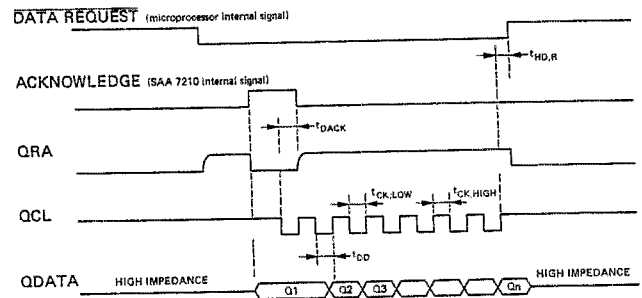 DATA REQUEST (microprocessor internal signal)
tHD,R
ACKNOWLEDGE (SAA 7210 internal signal)
tDACK
QRA
tCK,LOW
tCK,HIGH
QCL
tDD
QDATA
HIGH IMPEDANCE
Q1
Q2
Q3
Qn
HIGH IMPEDANCE